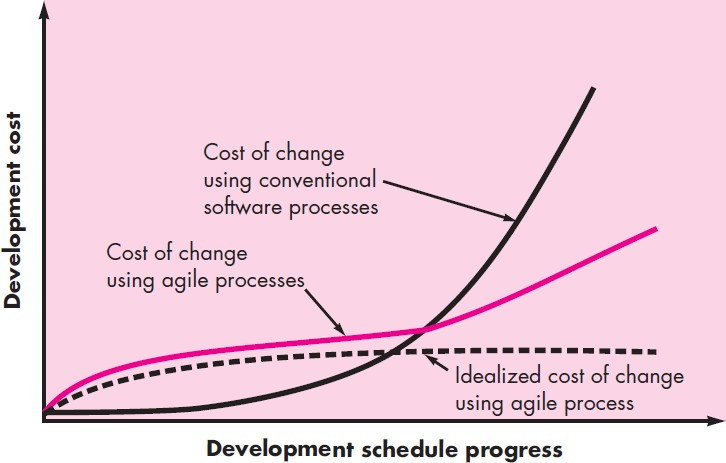 Development cost
Cost of change
using conventional
software processes
Cost of change
using agile processes
Idealized cost of change
using agile process
Development schedule progress